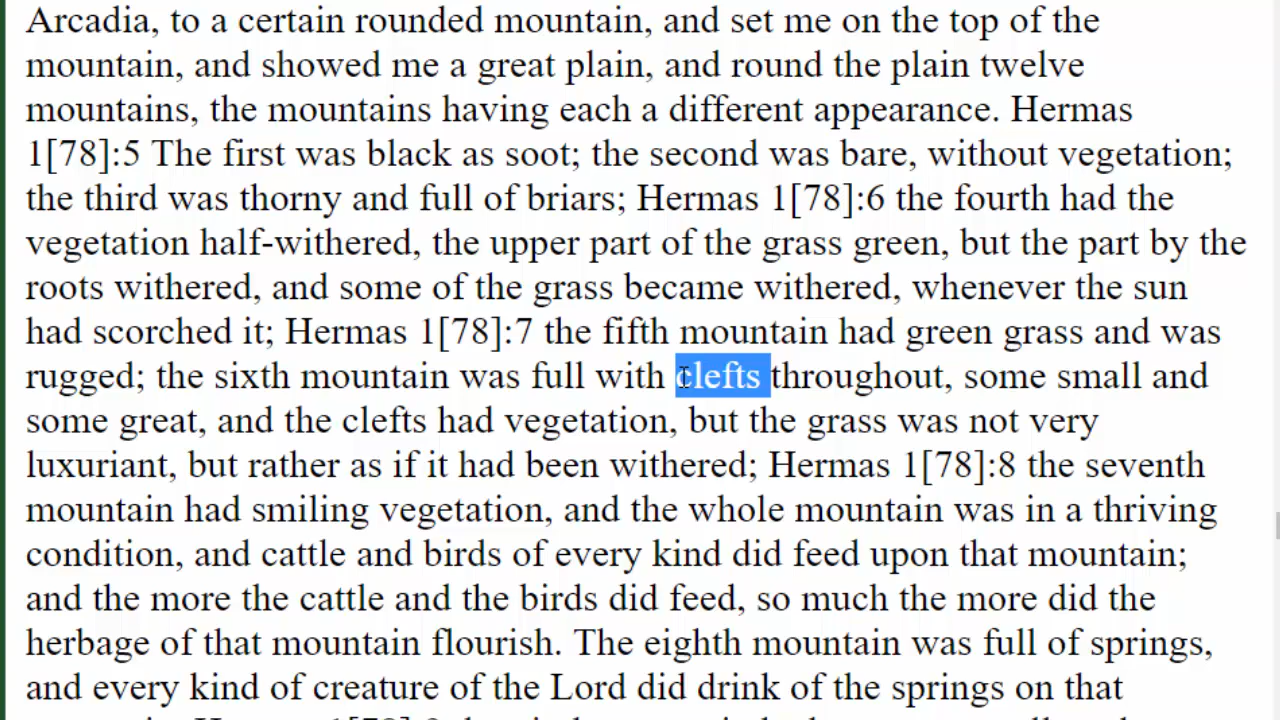 Arcadia, to a certain rounded mountain, and set me on the top of the
mountain, and showed me a great plain, and round the plain twelve
mountains, the mountains having each a different appearance. Hermas
1[78]:5 The first was black as soot; the second was bare, without vegetation;
the third was thorny and full of briars; Hermas 1[78]:6 the fourth had the
vegetation half-withered, the upper part of the grass green, but the part by the
roots withered, and some of the grass became withered, whenever the sun
had scorched it; Hermas 1[78]:7 the fifth mountain had green grass and was
rugged; the sixth mountain was full with clefts throughout, some small and
some great, and the clefts had vegetation, but the grass was not very
luxuriant, but rather as if it had been withered; Hermas 1[78]:8 the seventh
mountain had smiling vegetation, and the whole mountain was in a thriving
condition, and cattle and birds of every kind did feed upon that mountain;
and the more the cattle and the birds did feed, so much the more did the
herbage of that mountain flourish. The eighth mountain was full of springs,
and every kind of creature of the Lord did drink of the springs on that